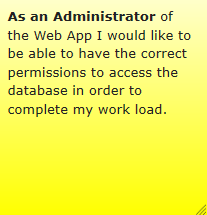 As an Administrator of
the Web App I would like to
be able to have the correct
permissions to access the
database in order to
complete my work load.